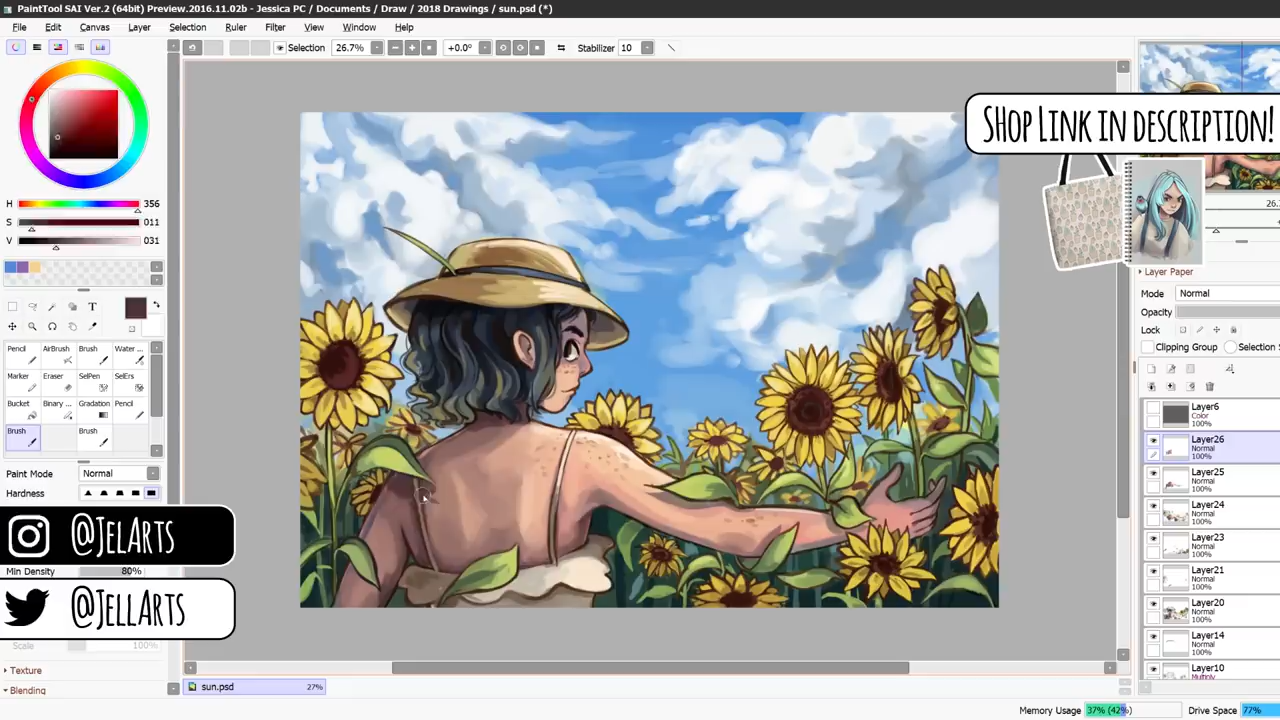 PaintTool SAI Ver.2 (64bit) Preview.2016.11.02b - Jessica PC / Documents / Draw / 2018 Drawings / sun.psd (*)
File Edit Canvas Layer Selection Ruler Filter View Window Help
Selection 26.7% +0.0° Stabilizer 10
SHOP LINK IN DESCRIPTION!
H 356
S 011
V 031
26.
T
Pencil AirBrush Brush Water ...
Marker Eraser SelPen SelErs
Bucket Binary ... Gradation Pencil
Brush Brush
Paint Mode Normal
Hardness
@JELARTS
Min Density 80%
@JELLARTS
Scale 100%
Texture
Blending
Layer Paper
Mode Normal
Opacity
Lock
Clipping Group Selection S
Layer6
Color
100%
Layer26
Normal
100%
Layer25
Normal
100%
Layer24
Normal
100%
Layer23
Normal
100%
Layer21
Normal
100%
Layer20
Normal
100%
Layer14
Normal
100%
Layer10
Multiply
sun.psd 27%
Memory Usage 37% (42%) Drive Space 77%